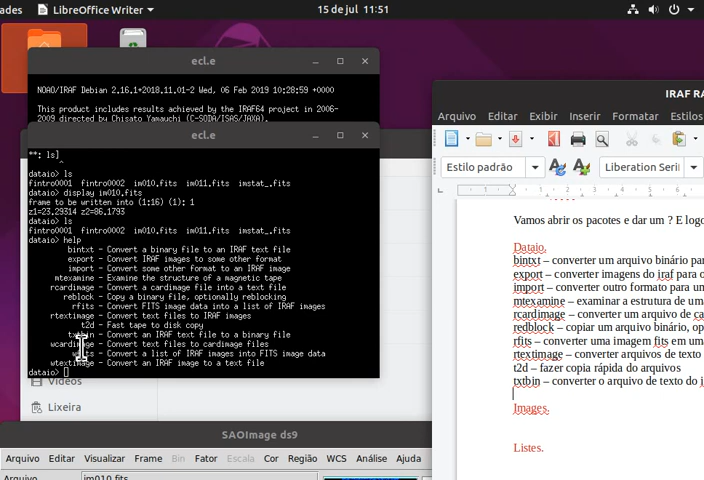 ades LibreOffice Writer 15 de jul 11:51
ecl.e
NOAO/IRAF Debian 2.16.1+2018.11.01-2 Wed, 06 Feb 2019 10:28:59 +0000
This product includes results achieved by the IRAF64 project in 2006-
2009 directed by Chisato Yamauchi (C-SODA/ISAS/JAXA).
ecl.e
**: ls]
^
dataio> ls
fintro0001 fintro0002 im010.fits im011.fits imstat_.fits
dataio> display im010.fits
frame to be written into (1:16) (1): 1
z1=23.29314 z2=86.1793
dataio> ls
fintro0001 fintro0002 im010.fits im011.fits imstat_.fits
dataio> help
bintxt - Convert a binary file to an IRAF text file
export - Convert IRAF images to some other format
import - Convert some other format to an IRAF image
mtexamine - Examine the structure of a magnetic tape
rcardimage - Convert a cardimage file into a text file
reblock - Copy a binary file, optionally reblocking
rfits - Convert FITS image data into a list of IRAF images
rtextimage - Convert text files to IRAF images
t2d - Fast tape to disk copy
txtbin - Convert an IRAF text file to a binary file
wcardimage - Convert text files to cardimage files
wfits - Convert a list of IRAF images into FITS image data
wtextimage - Convert an IRAF image to a text file
dataio>
Vídeos
Lixeira
SAOImage ds9
Arquivo Editar Visualizar Frame Bin Fator Escala Cor Região WCS Análise Ajuda
Arquivo im010.fits
IRAF RA
Arquivo Editar Exibir Inserir Formatar Estilos
Estilo padrão Liberation Seri
1 1 2 3 4 5
Vamos abrir os pacotes e dar um ? E logo
Dataio.
bintxt – converter um arquivo binário pa
export – converter imagens do iraf para o
import – converter outro formato para un
mtexamine – examinar a estrutura de uma
rcardimage – converter um arquivo de ca
redblock – copiar um arquivo binário, op
rfits – converter uma imagem fits em uma
rtextimage – converter arquivos de texto
t2d – fazer copia rápida do arquivos
txtbin – converter o arquivo de texto do i
Images.
Listes.